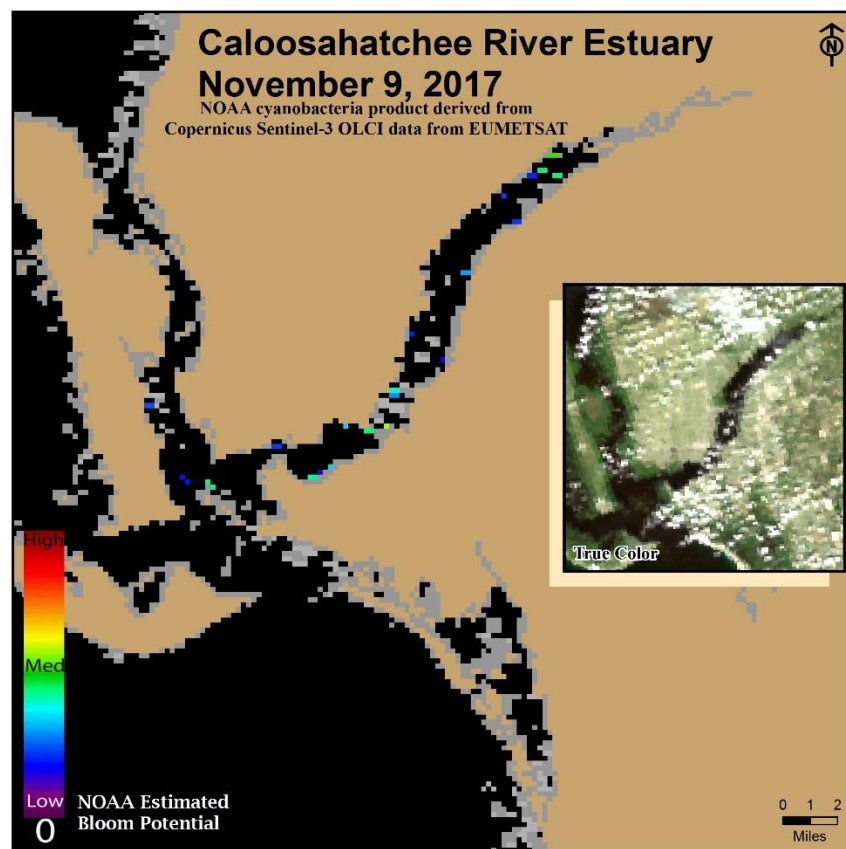 Caloosahatchee River Estuary
November 9, 2017
NOAA cyanobacteria product derived from
Copernicus Sentinel-3 OLCI data from EUMETSAT
N
True Color
High
Med
Low
0
NOAA Estimated
Bloom Potential
0 1 2
Miles